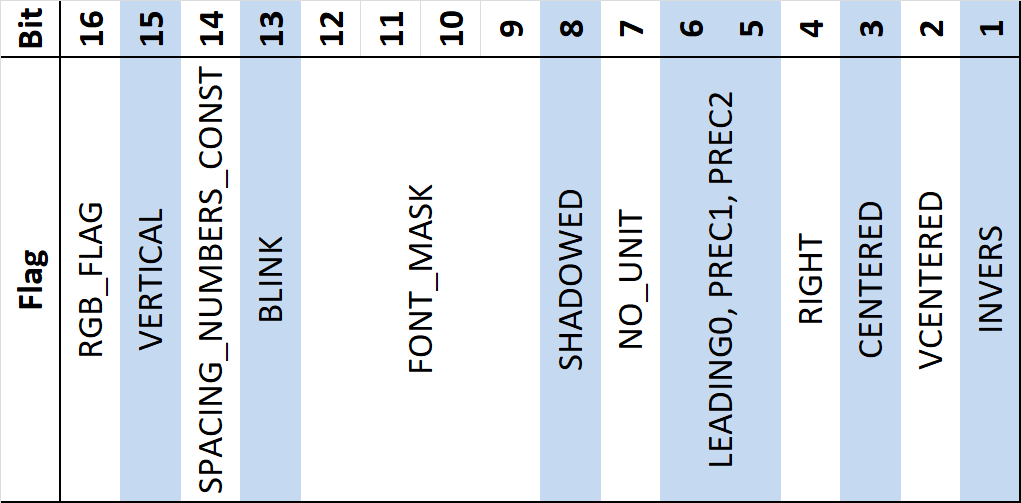 Bit 16 15 14 13 12 11 10 9 8 7 6 5 4 3 2 1
Flag RGB_FLAG VERTICAL SPACING_NUMBERS_CONST BLINK FONT_MASK SHADOWED NO_UNIT LEADING0, PREC1, PREC2 RIGHT CENTERED VCENTERED INVERS